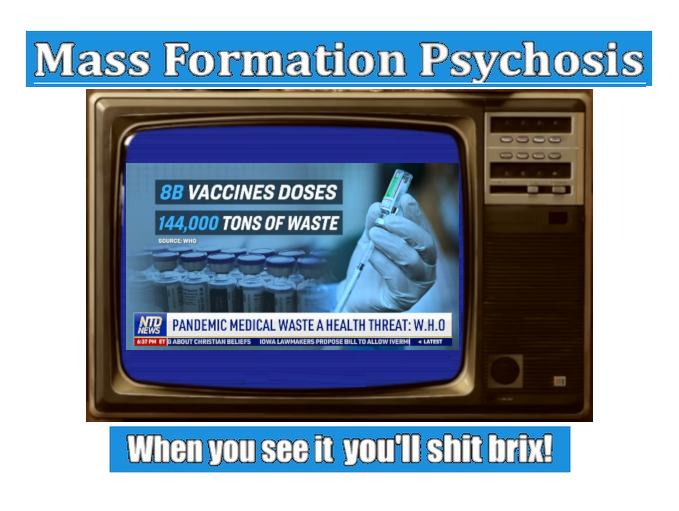 Mass Formation Psychosis
8B VACCINES DOSES
144,000 TONS OF WASTE
SOURCE: WHO
NTD
NEWS
PANDEMIC MEDICAL WASTE A HEALTH THREAT: W.H.O
6:37 PM ET G ABOUT CHRISTIAN BELIEFS IOWA LAWMAKERS PROPOSE BILL TO ALLOW IVERM ◂ LATEST
When you see it you'll shit brix!